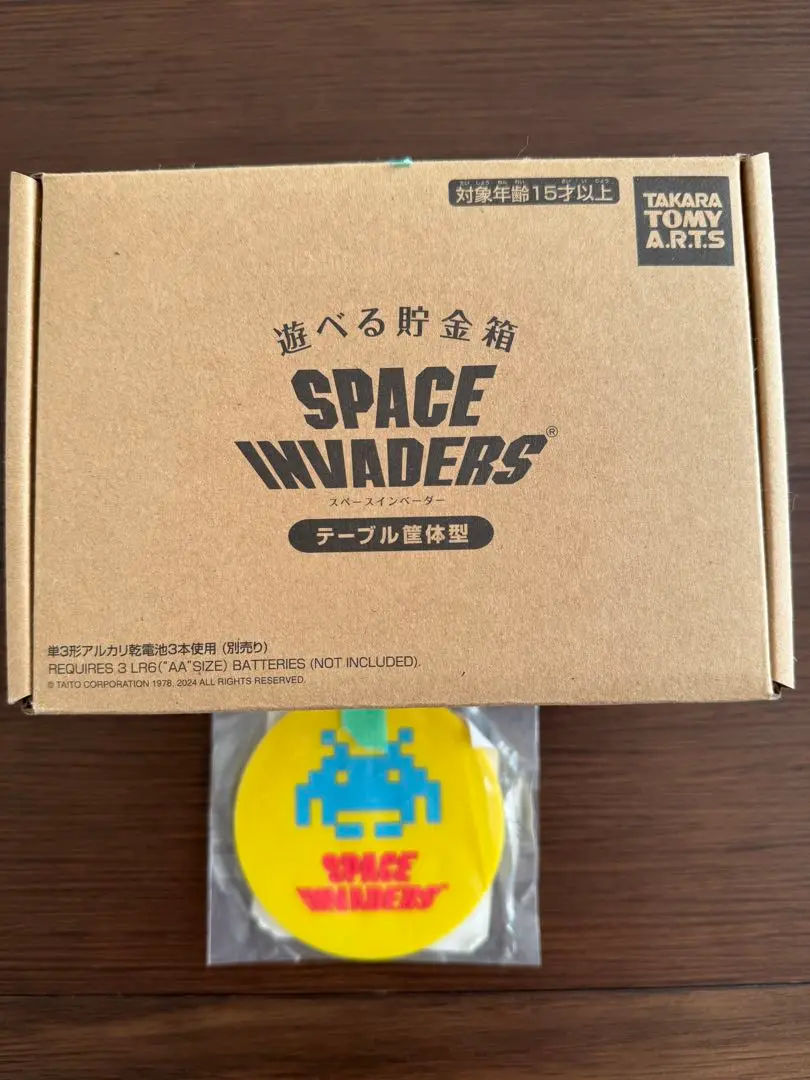 対象年齢15才以上
TAKARA
TOMY
A.R.T.S
遊べる貯金箱
SPACE
INVADERS®
スペースインベーダー
テーブル筐体型
単3形アルカリ乾電池3本使用 (別売り)
REQUIRES 3 LR6("AA"SIZE) BATTERIES (NOT INCLUDED).
© TAITO CORPORATION 1978, 2024 ALL RIGHTS RESERVED.
SPACE
INVADERS